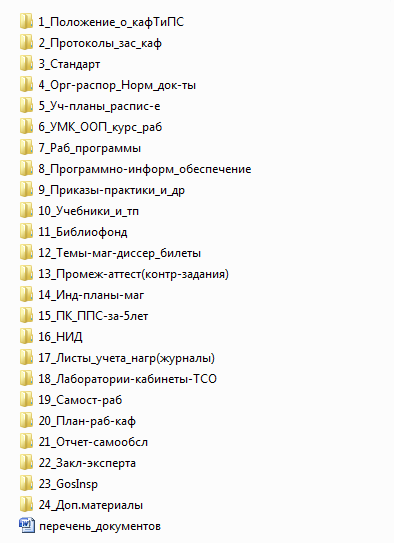 1_Положение_о_кафТиПС
2_Протоколы_зас_каф
3_Стандарт
4_Орг-распор_Норм_док-ты
5_Уч-планы_распис-е
6_УМК_ООП_курс_раб
7_Раб_программы
8_Программно-информ_обеспечение
9_Приказы-практики_и_др
10_Учебники_и_тп
11_Библиофонд
12_Темы-маг-диссер_билеты
13_Промеж-аттест(контр-задания)
14_Инд-планы-маг
15_ПК_ППС-за-5лет
16_НИД
17_Листы_учета_нагр(журналы)
18_Лаборатории-кабинеты-ТСО
19_Самост-раб
20_План-раб-каф
21_Отчет-самообсл
22_Закл-эксперта
23_GosInsp
24_Доп.материалы
перечень_документов